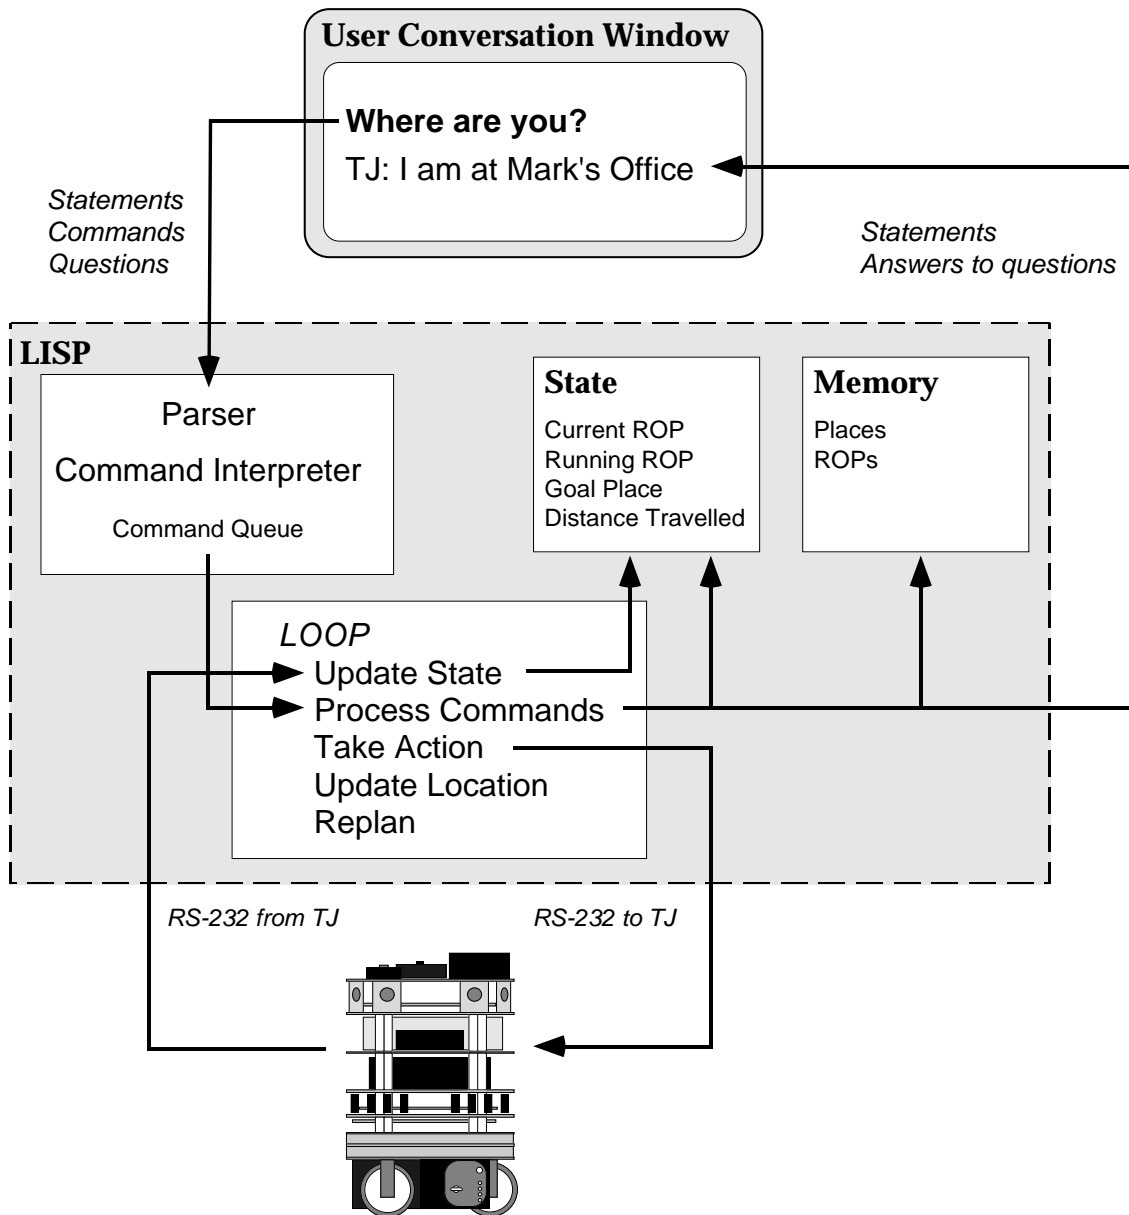 User Conversation Window
Where are you?
TJ: I am at Mark's Office
Statements
Commands
Questions
Statements
Answers to questions
LISP
Parser
Command Interpreter
Command Queue
State
Current ROP
Running ROP
Goal Place
Distance Travelled
Memory
Places
ROPs
LOOP
Update State
Process Commands
Take Action
Update Location
Replan
RS-232 from TJ
RS-232 to TJ